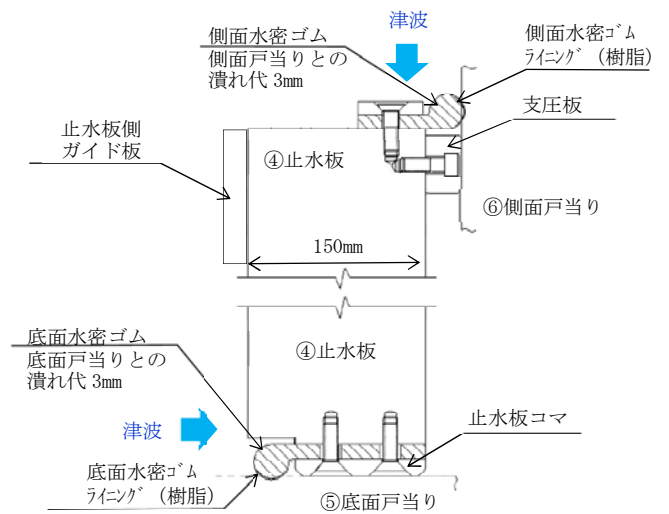 津波
側面水密ゴム
側面戸当りとの
潰れ代 3mm
側面水密ゴム
ライニング (樹脂)
支圧板
止水板側
ガイド板
④止水板
⑥側面戸当り
150mm
底面水密ゴム
底面戸当りとの
潰れ代 3mm
④止水板
津波
止水板コマ
底面水密ゴム
ライニング (樹脂)
⑤底面戸当り